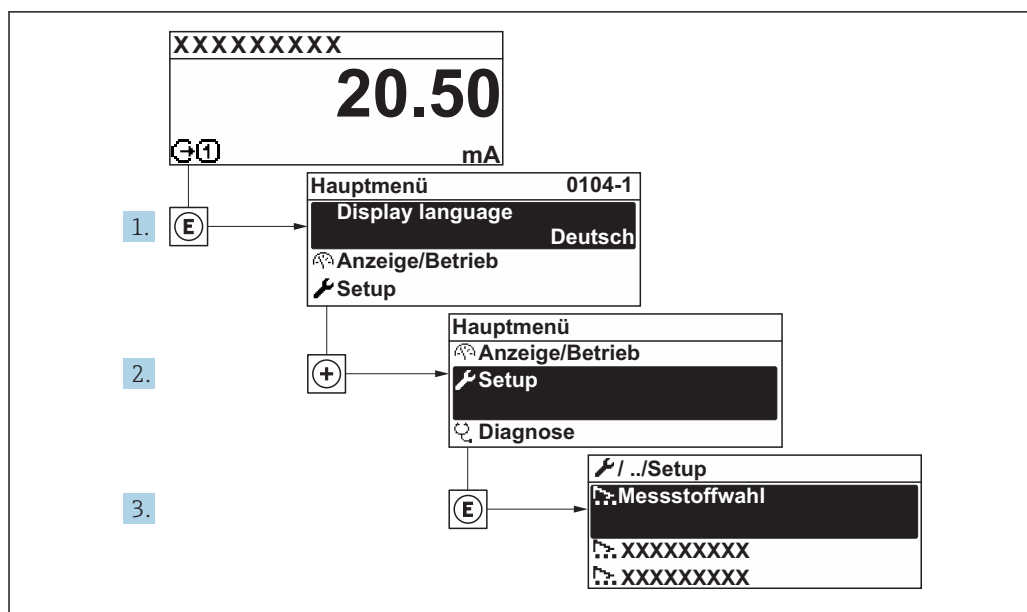 XXXXXXXXX
20.50
1 mA
Hauptmenü 0104-1
Display language
Deutsch
1. E
Anzeige/Betrieb
Setup
Hauptmenü
Anzeige/Betrieb
2. + Setup
Diagnose
/ ../Setup
Messstoffwahl
3. E
XXXXXXXXX
XXXXXXXXX